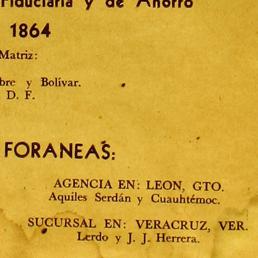 Fiduciaria y de Ahorro
1864
Matriz:
bre y Bolívar.
D. F.
FORANEAS:
AGENCIA EN: LEON, GTO.
Aquiles Serdán y Cuauhtémoc.
SUCURSAL EN: VERACRUZ, VER.
Lerdo y J. J. Herrera.